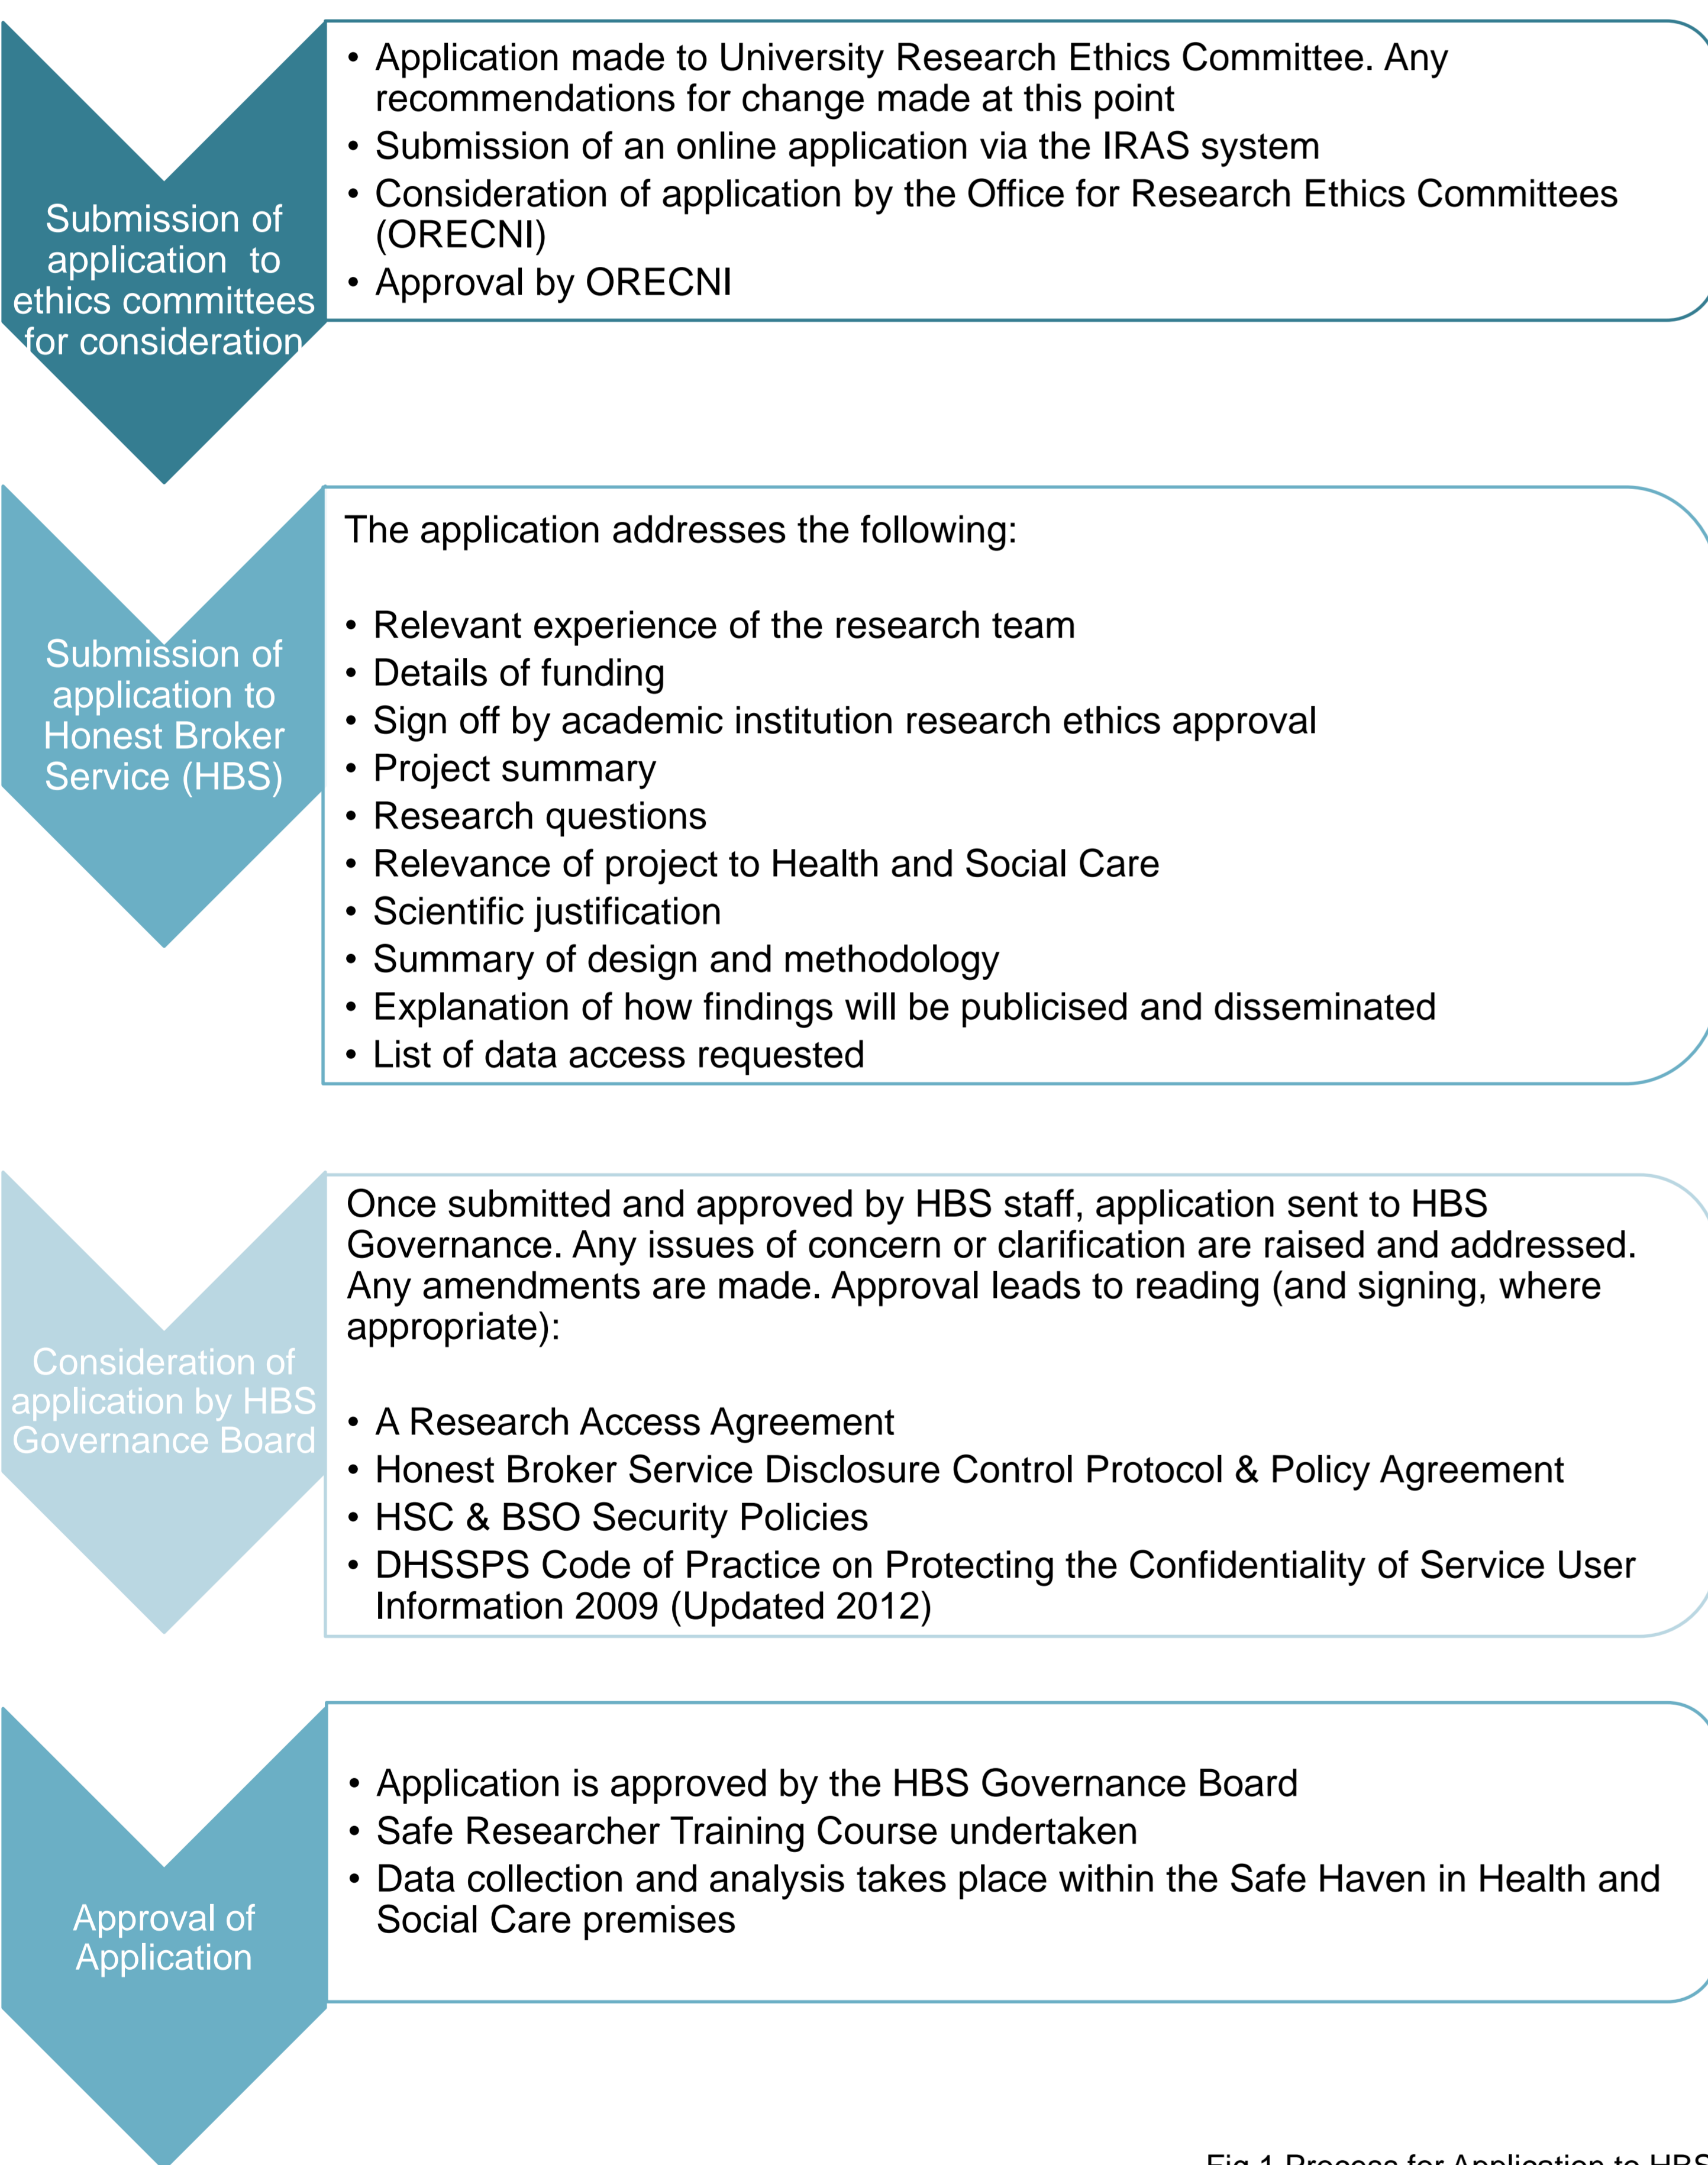 Submission of
application to
ethics committees
for consideration
• Application made to University Research Ethics Committee. Any
recommendations for change made at this point
• Submission of an online application via the IRAS system
• Consideration of application by the Office for Research Ethics Committees
(ORECNI)
• Approval by ORECNI
Submission of
application to
Honest Broker
Service (HBS)
The application addresses the following:
• Relevant experience of the research team
• Details of funding
• Sign off by academic institution research ethics approval
• Project summary
• Research questions
• Relevance of project to Health and Social Care
• Scientific justification
• Summary of design and methodology
• Explanation of how findings will be publicised and disseminated
• List of data access requested
Consideration of
application by HBS
Governance Board
Once submitted and approved by HBS staff, application sent to HBS
Governance. Any issues of concern or clarification are raised and addressed.
Any amendments are made. Approval leads to reading (and signing, where
appropriate):
• A Research Access Agreement
• Honest Broker Service Disclosure Control Protocol & Policy Agreement
• HSC & BSO Security Policies
• DHSSPS Code of Practice on Protecting the Confidentiality of Service User
Information 2009 (Updated 2012)
Approval of
Application
• Application is approved by the HBS Governance Board
• Safe Researcher Training Course undertaken
• Data collection and analysis takes place within the Safe Haven in Health and
Social Care premises
Fig 1 Process for Application to HBS